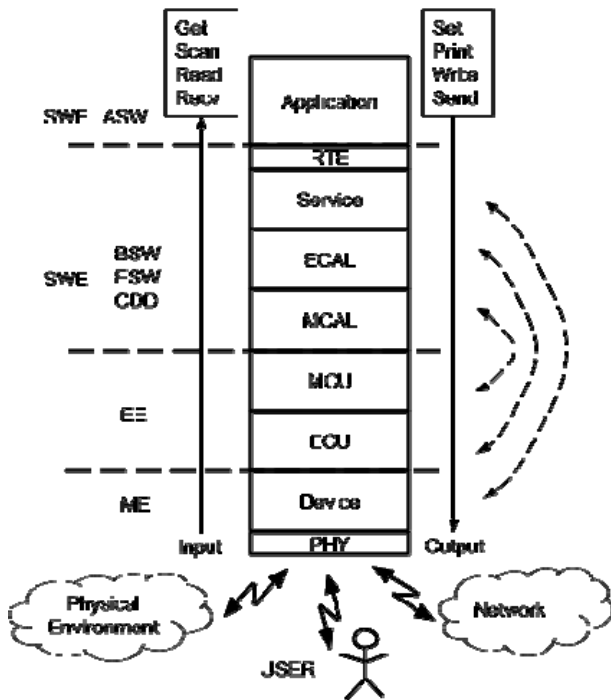 Get
Scan
Read
Recv
Set
Print
Write
Send
Application
SWE ASW
RTE
Service
BSW
SWE FSW
CDD
ECAL
MCAL
MCU
EE
ECU
ME
Device
Input
PHY
Output
Physical
Environment
Network
USER